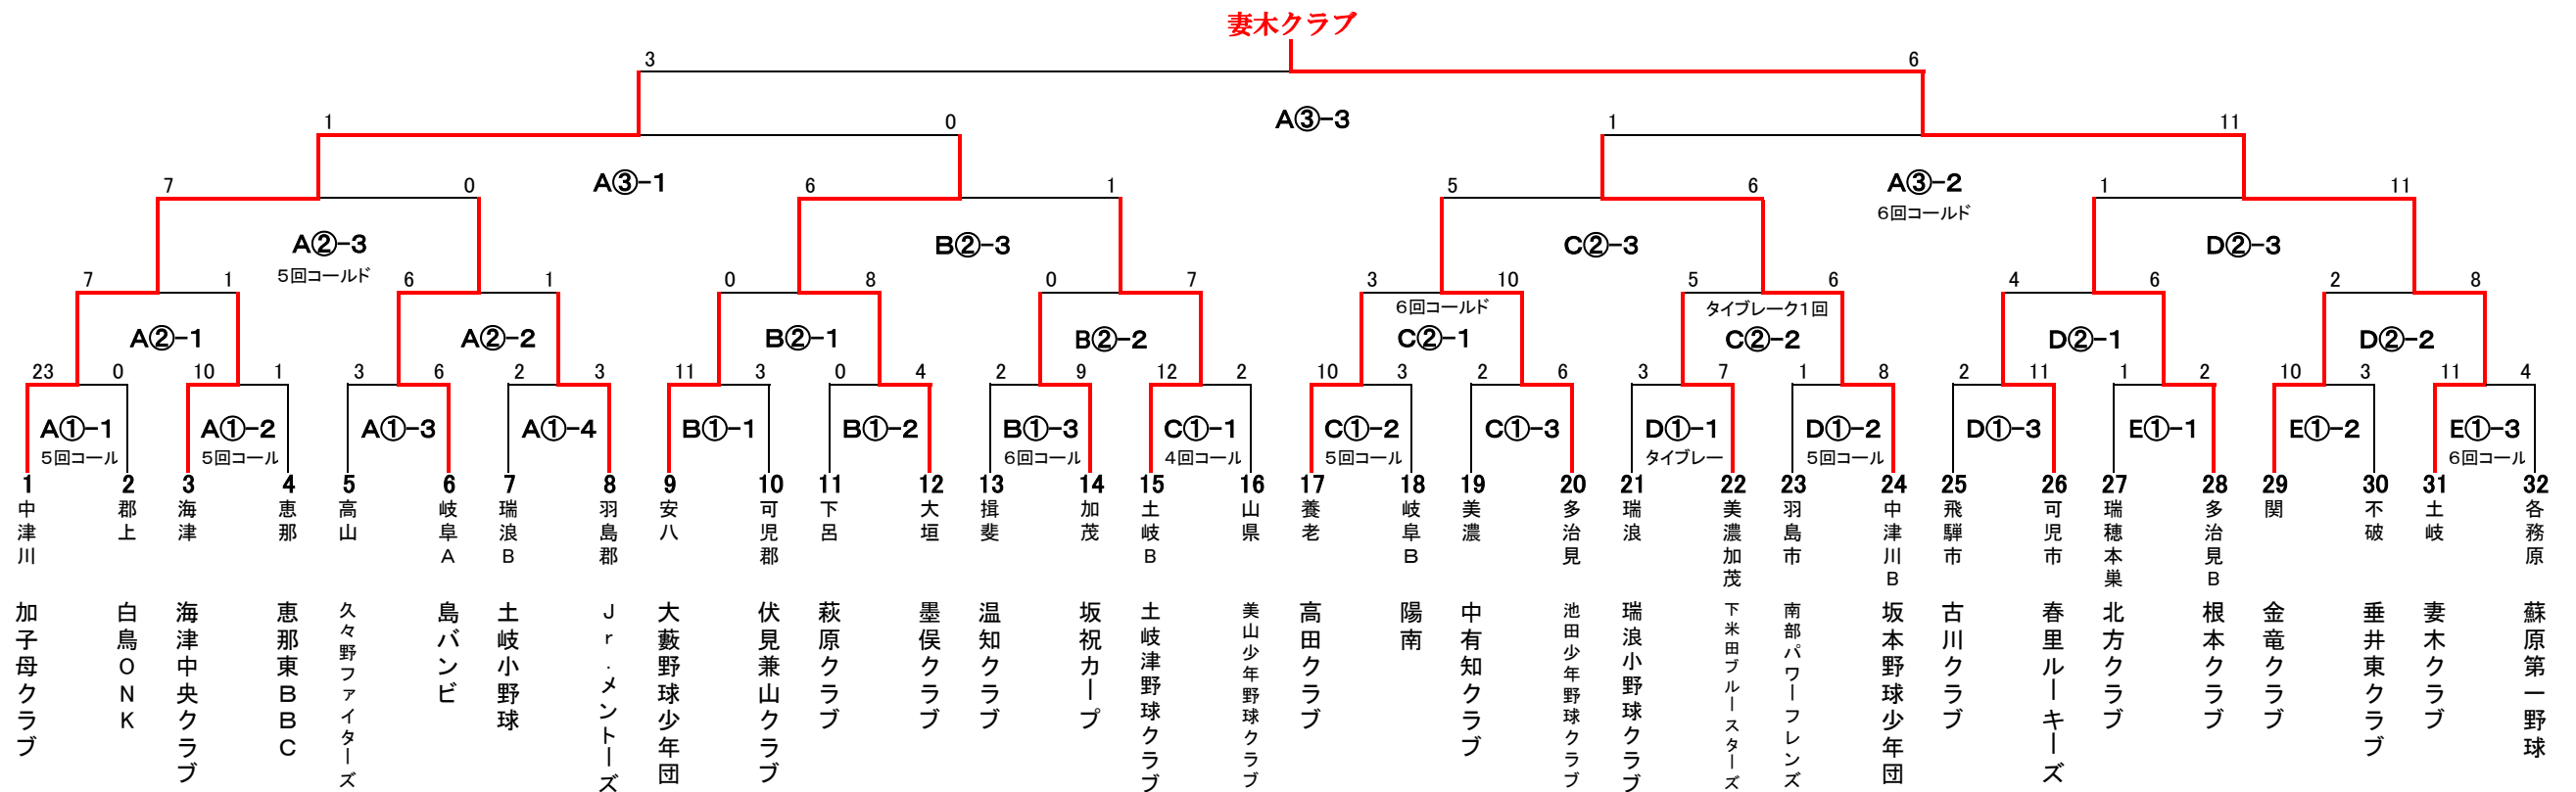 妻木クラブ
3 6
A③-3
1 0 1 11
A③-1 A③-2
6回コールド
7 0 6 1 5 6 1 11
A②-3 B②-3 C②-3 D②-3
5回コールド
7 1 6 1 0 8 0 7 3 10 5 6 4 6 2 8
6回コールド タイブレーク1回
A②-1 A②-2 B②-1 B②-2 C②-1 C②-2 D②-1 D②-2
23 0 10 1 3 6 2 3 11 3 0 4 2 9 12 2 10 3 2 6 3 7 1 8 2 11 1 2 10 3 11 4
A①-1 A①-2 A①-3 A①-4 B①-1 B①-2 B①-3 C①-1 C①-2 C①-3 D①-1 D①-2 D①-3 E①-1 E①-2 E①-3
5回コール 5回コール 6回コール 4回コール 5回コール タイブレー 5回コール 6回コール
1 中津川 加子母クラブ
2 郡上 白鳥ONK
3 海津 海津中央クラブ
4 恵那 恵那東BBC
5 高山 久々野ファイターズ
6 岐阜A 島バンビ
7 瑞浪B 土岐小野球
8 羽島郡 Jr.メントーズ
9 安八 大藪野球少年団
10 可児郡 伏見兼山クラブ
11 下呂 萩原クラブ
12 大垣 墨俣クラブ
13 揖斐 温知クラブ
14 加茂 坂祝カープ
15 土岐B 土岐津野球クラブ
16 山県 美山少年野球クラブ
17 養老 高田クラブ
18 岐阜B 陽南
19 美濃 中有知クラブ
20 多治見 池田少年野球クラブ
21 瑞浪 瑞浪小野球クラブ
22 美濃加茂 下米田ブルースターズ
23 羽島市 南部パワーフレンズ
24 中津川B 坂本野球少年団
25 飛騨市 古川クラブ
26 可児市 春里ルーキーズ
27 瑞穂本巣 北方クラブ
28 多治見B 根本クラブ
29 関 金竜クラブ
30 不破 垂井東クラブ
31 土岐 妻木クラブ
32 各務原 蘇原第一野球